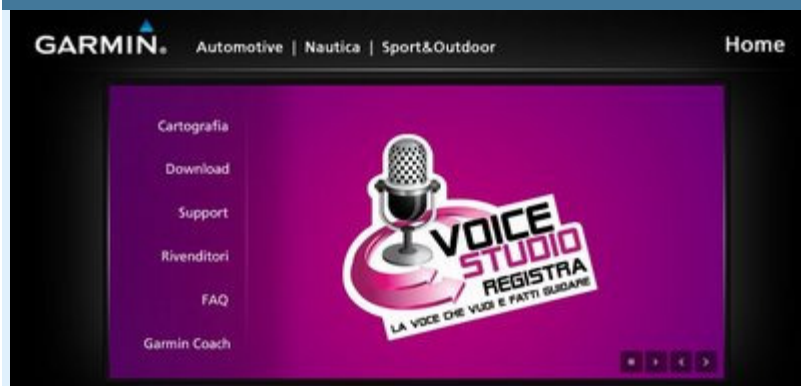 GARMIN. Automotive | Nautica | Sport&Outdoor Home
Cartografia
Download
Support
Rivenditori
FAQ
Garmin Coach
VOICE
STUDIO
REGISTRA
LA VOCE CHE VUOI E FATTI GUIDARE